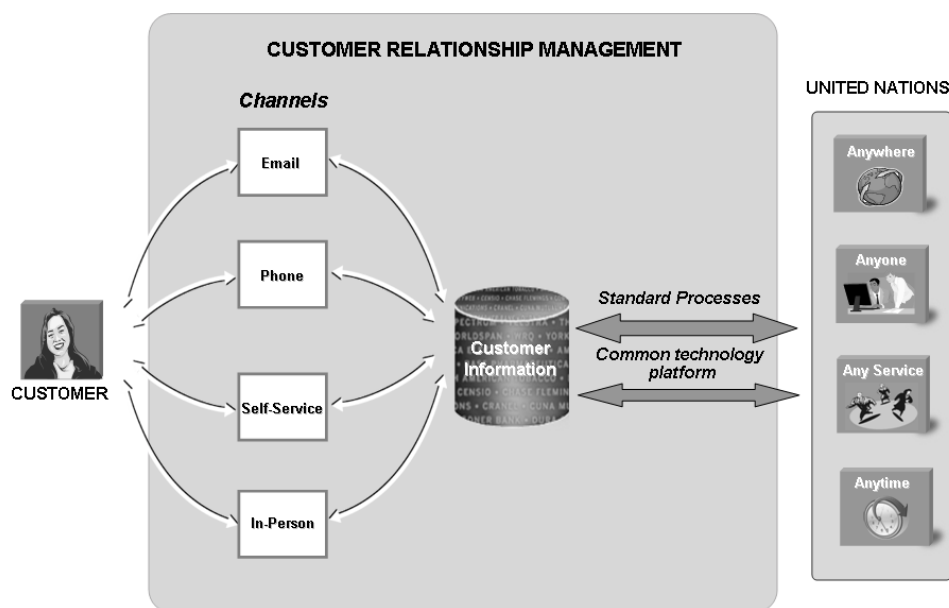 CUSTOMER RELATIONSHIP MANAGEMENT
Channels
Email
Phone
Self-Service
In-Person
CUSTOMER
Customer
Information
Standard Processes
Common technology
platform
UNITED NATIONS
Anywhere
Anyone
Any Service
Anytime